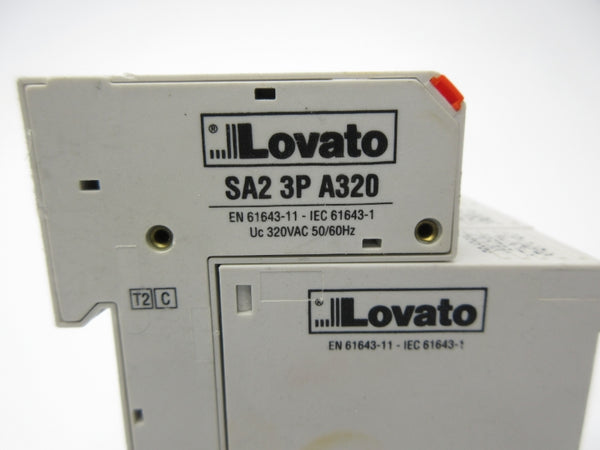 ® Lovato
SA2 3P A320
EN 61643-11 - IEC 61643-1
Uc 320VAC 50/60Hz
T2 C
® Lovato
EN 61643-11 - IEC 61643-1